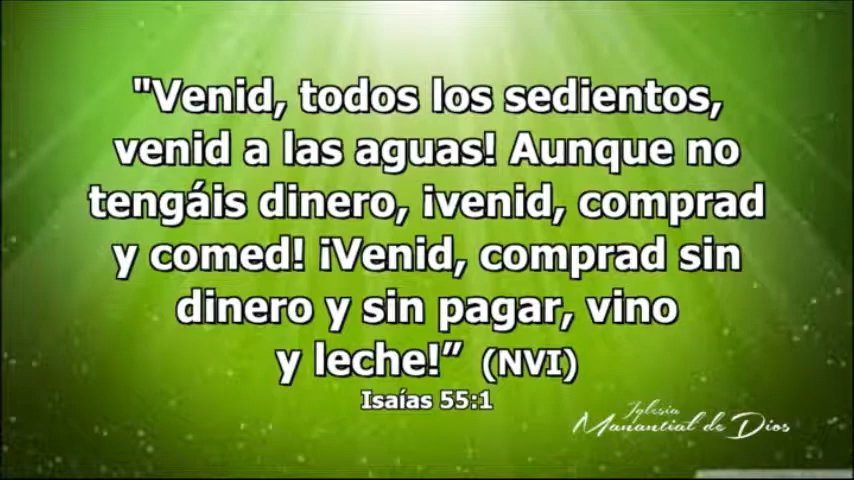 "Venid, todos los sedientos,
venid a las aguas! Aunque no
tengáis dinero, ¡venid, comprad
y comed! ¡Venid, comprad sin
dinero y sin pagar, vino
y leche!” (NVI)
Isaías 55:1
Iglesia
Manantial de Dios